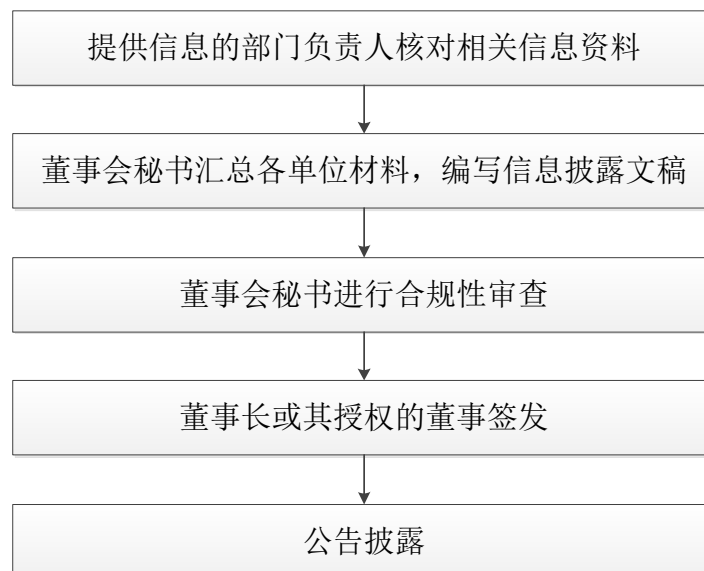 提供信息的部门负责人核对相关信息资料
董事会秘书汇总各单位材料，编写信息披露文稿
董事会秘书进行合规性审查
董事长或其授权的董事签发
公告披露